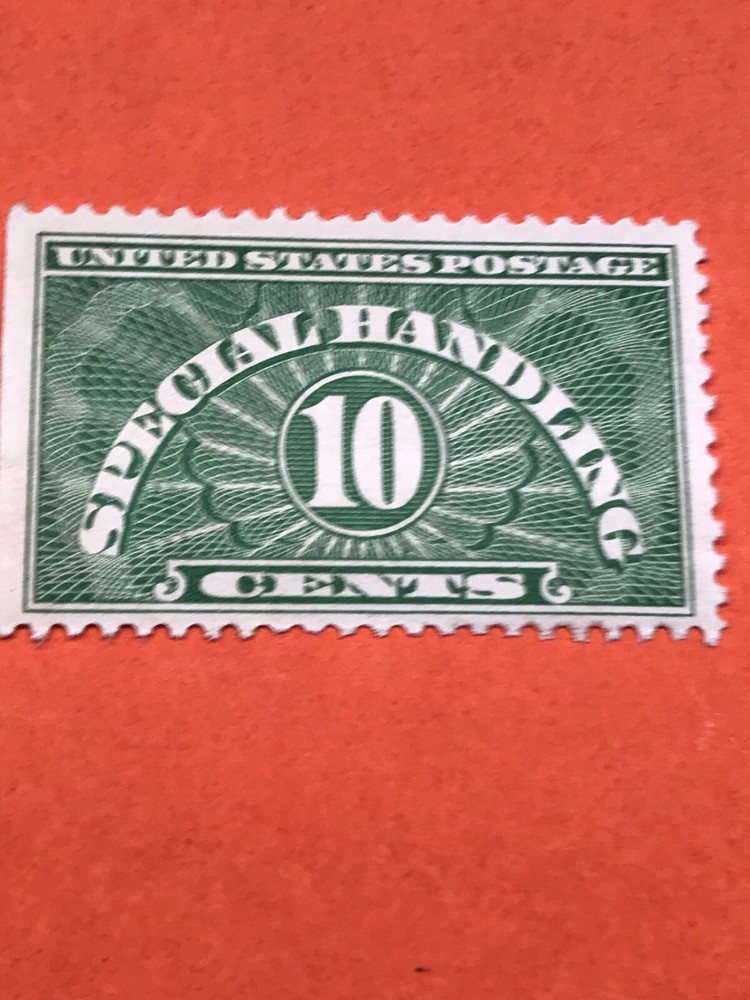 UNITED STATES POSTAGE
SPECIAL HANDLING
10
CENTS